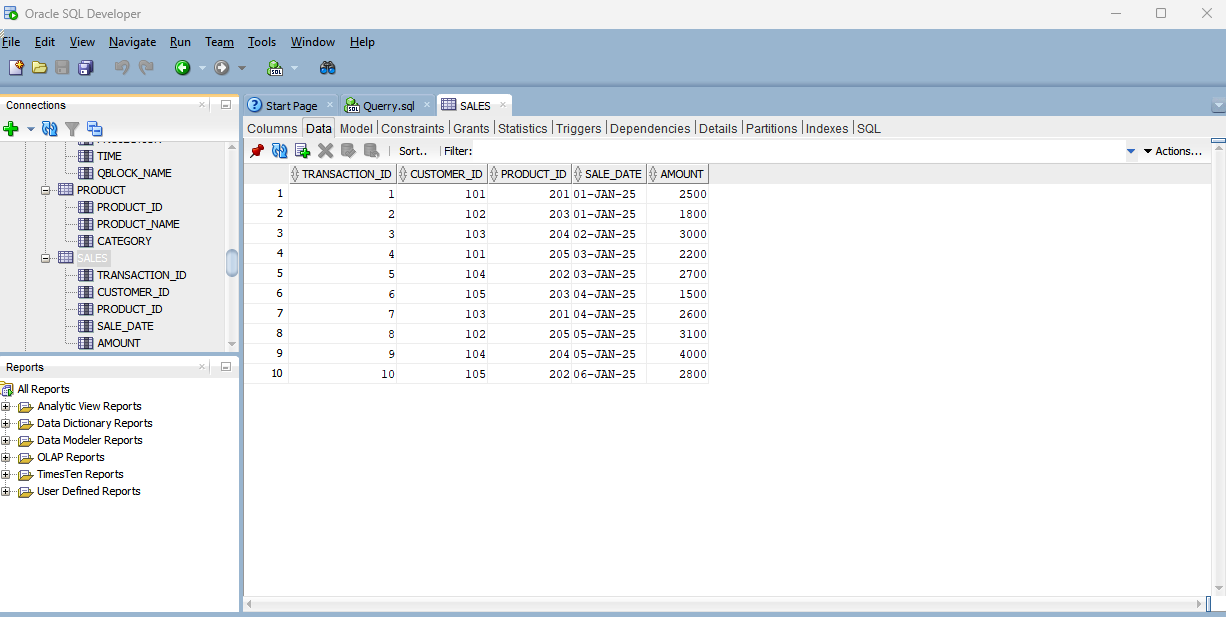 Oracle SQL Developer
File Edit View Navigate Run Team Tools Window Help
Connections
TIME
QBLOCK_NAME
PRODUCT
PRODUCT_ID
PRODUCT_NAME
CATEGORY
SALES
TRANSACTION_ID
CUSTOMER_ID
PRODUCT_ID
SALE_DATE
AMOUNT
Reports
All Reports
Analytic View Reports
Data Dictionary Reports
Data Modeler Reports
OLAP Reports
TimesTen Reports
User Defined Reports
Start Page Querry.sql SALES
Columns Data Model Constraints Grants Statistics Triggers Dependencies Details Partitions Indexes SQL
Sort.. Filter: Actions...
TRANSACTION_ID CUSTOMER_ID PRODUCT_ID SALE_DATE AMOUNT
1 1 101 201 01-JAN-25 2500
2 2 102 203 01-JAN-25 1800
3 3 103 204 02-JAN-25 3000
4 4 101 205 03-JAN-25 2200
5 5 104 202 03-JAN-25 2700
6 6 105 203 04-JAN-25 1500
7 7 103 201 04-JAN-25 2600
8 8 102 205 05-JAN-25 3100
9 9 104 204 05-JAN-25 4000
10 10 105 202 06-JAN-25 2800